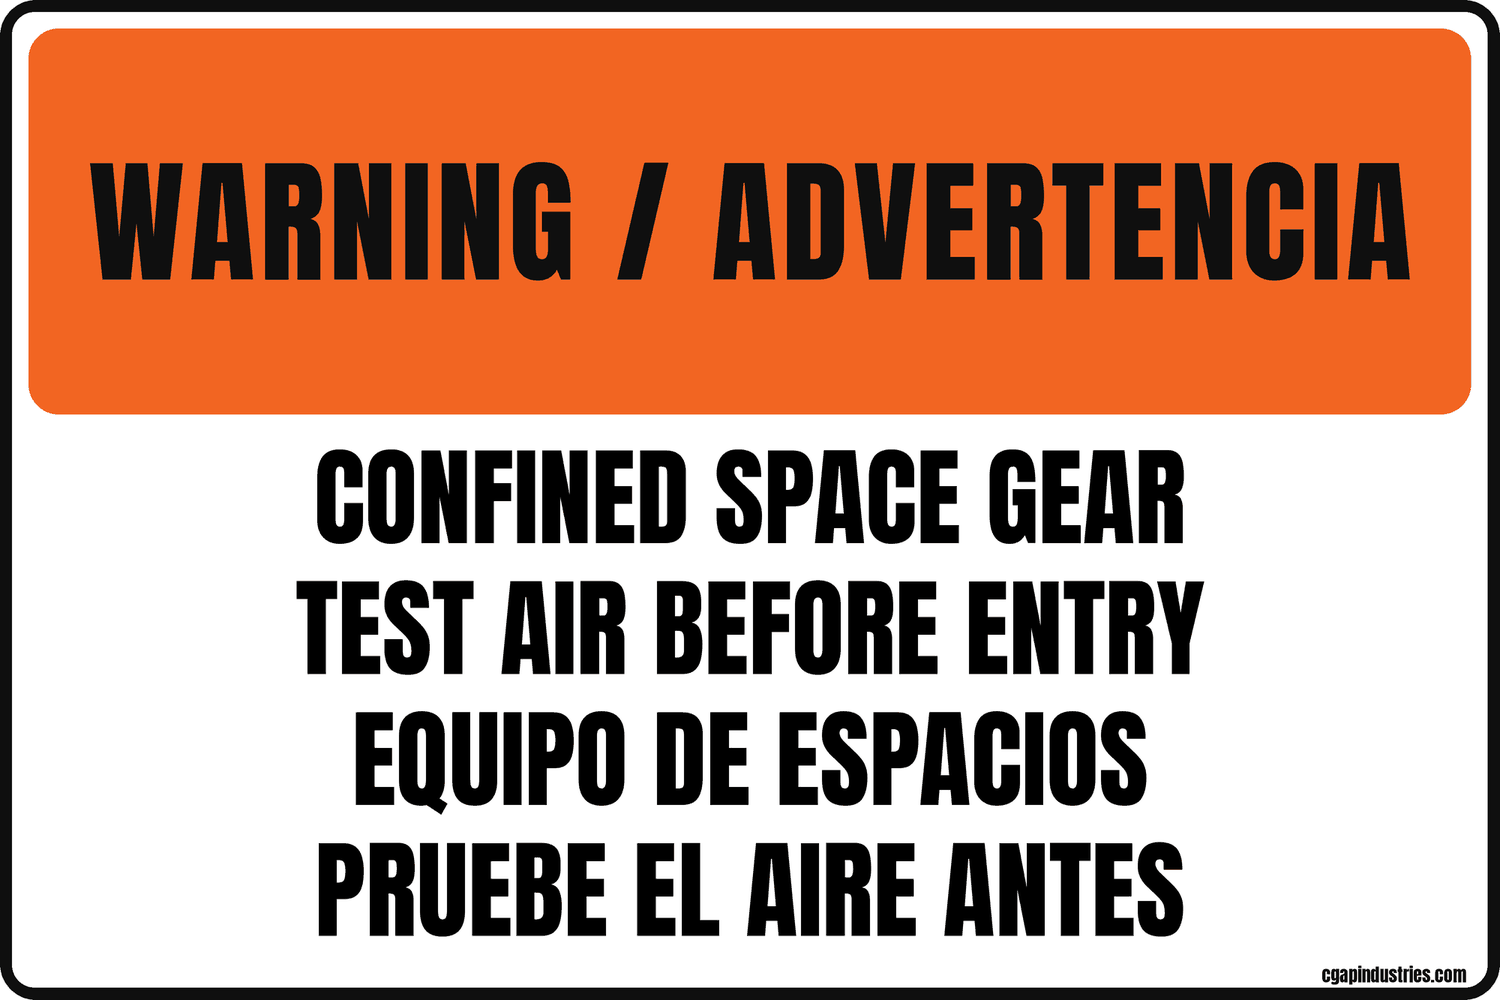 WARNING / ADVERTENCIA
CONFINED SPACE GEAR
TEST AIR BEFORE ENTRY
EQUIPO DE ESPACIOS
PRUEBE EL AIRE ANTES
cgapindustries.com